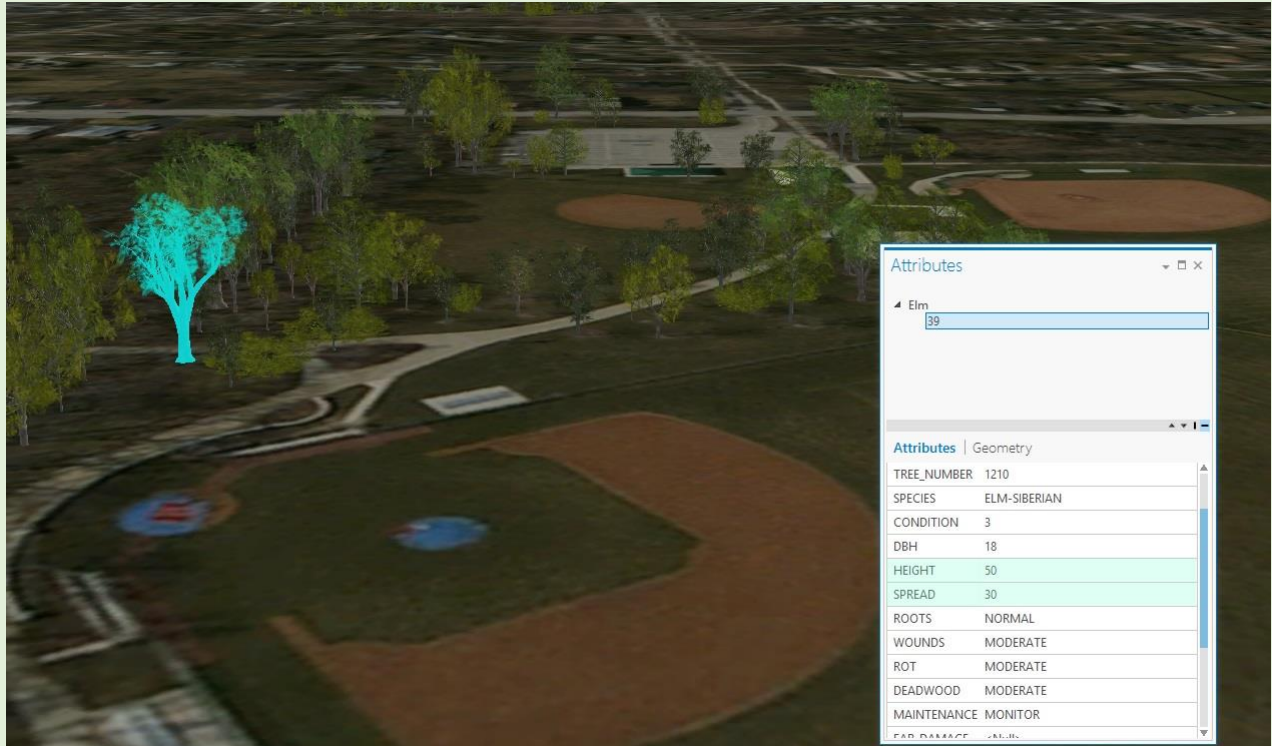 Attributes
Elm
39
Attributes | Geometry
TREE_NUMBER 1210
SPECIES ELM-SIBERIAN
CONDITION 3
DBH 18
HEIGHT 50
SPREAD 30
ROOTS NORMAL
WOUNDS MODERATE
ROT MODERATE
DEADWOOD MODERATE
MAINTENANCE MONITOR